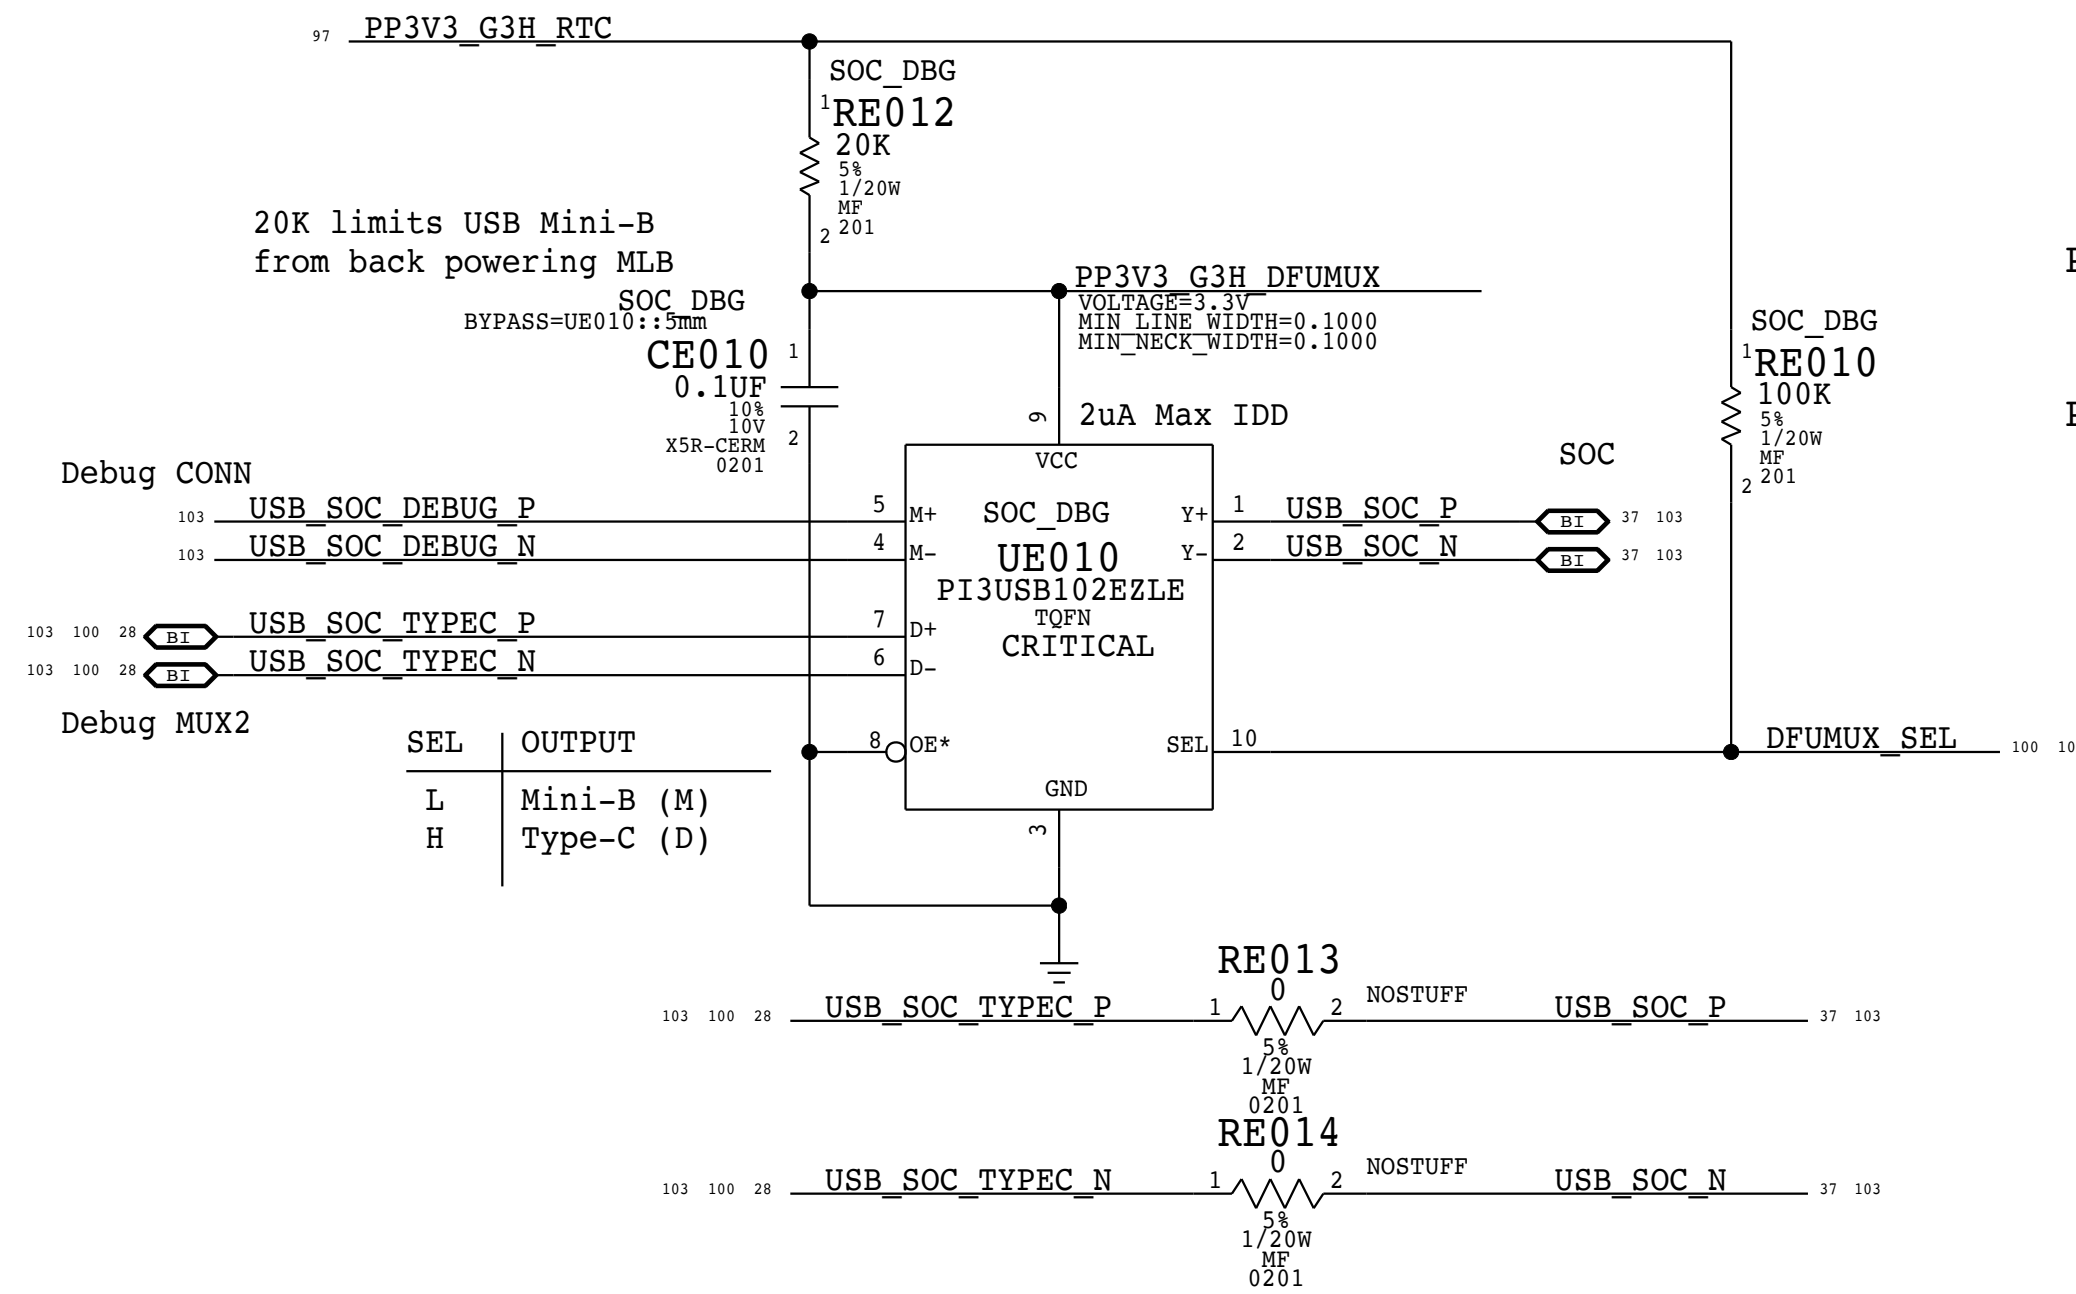 97 PP3V3_G3H_RTC
SOC_DBG
1
RE012
20K
5%
1/20W
MF
201
2
20K limits USB Mini-B
from back powering MLB
SOC_DBG
BYPASS=UE010::5mm
CE010
1
0.1UF
10%
10V
X5R-CERM
0201
2
PP3V3_G3H_DFUMUX
VOLTAGE=3.3V
MIN_LINE_WIDTH=0.1000
MIN_NECK_WIDTH=0.1000
SOC_DBG
1
RE010
100K
5%
1/20W
MF
201
2
9
2uA Max IDD
VCC
SOC
Debug CONN
103 USB_SOC_DEBUG_P 5 M+
103 USB_SOC_DEBUG_N 4 M-
SOC_DBG
UE010
PI3USB102EZLE
TQFN
CRITICAL
Y+ 1 USB_SOC_P BI 37 103
Y- 2 USB_SOC_N BI 37 103
103 100 28 BI USB_SOC_TYPEC_P 7 D+
103 100 28 BI USB_SOC_TYPEC_N 6 D-
Debug MUX2
8 OE*
SEL 10 DFUMUX_SEL 100 10
GND
3
SEL OUTPUT
L Mini-B (M)
H Type-C (D)
RE013
0
103 100 28 USB_SOC_TYPEC_P 1 2 NOSTUFF USB_SOC_P 37 103
5%
1/20W
MF
0201
RE014
0
103 100 28 USB_SOC_TYPEC_N 1 2 NOSTUFF USB_SOC_N 37 103
5%
1/20W
MF
0201